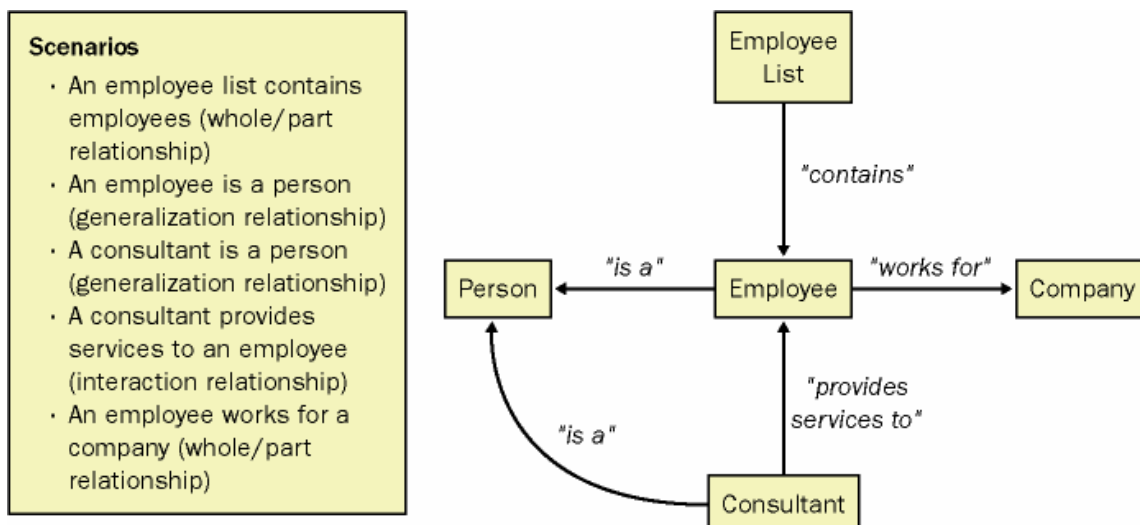 Scenarios
· An employee list contains
employees (whole/part
relationship)
· An employee is a person
(generalization relationship)
· A consultant is a person
(generalization relationship)
· A consultant provides
services to an employee
(interaction relationship)
· An employee works for a
company (whole/part
relationship)
Employee
List
"contains"
"is a"
"works for"
Person
Employee
Company
"provides
services to"
"is a"
Consultant